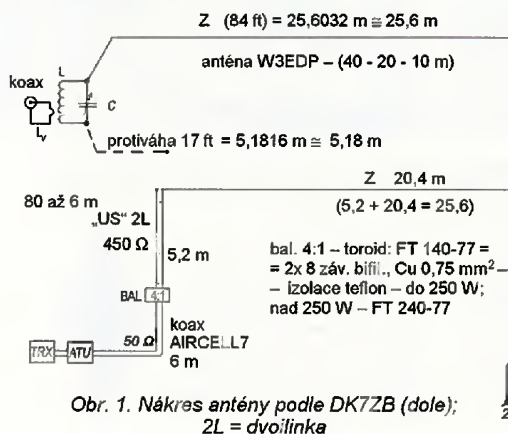 Z (84 ft) = 25,6032 m ≅ 25,6 m
anténa W3EDP – (40 - 20 - 10 m)
koax
L
C
Lv
protiváha 17 ft = 5,1816 m ≅ 5,18 m
Z 20,4 m
80 až 6 m
(5,2 + 20,4 = 25,6)
„US“ 2L
450 Ω
5,2 m
bal. 4:1 – toroid: FT 140-77 =
= 2x 8 záv. bifil., Cu 0,75 mm² –
– izolace teflon – do 250 W;
nad 250 W – FT 240-77
BAL 4:1
koax
50 Ω AIRCELL7
6 m
TRX ATU
Obr. 1. Nákres antény podle DK7ZB (dole);
2L = dvojlinka
2